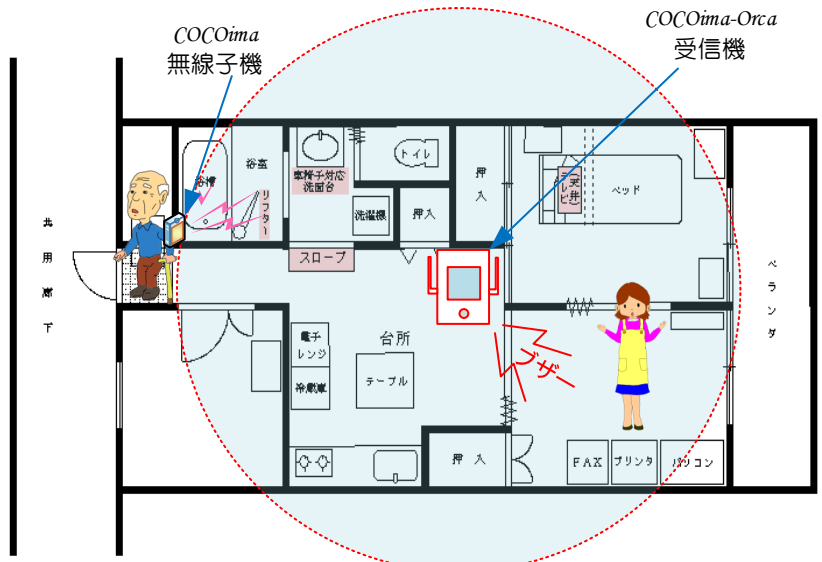 COCOima
無線子機
COCOima-Orca
受信機
浴槽
浴室
リフター
車椅子対応
洗面台
トイレ
洗濯機
押入
押入
天井
テレビ
ベッド
共用廊下
スロープ
ベランダ
台所
電子
レンジ
冷蔵庫
テーブル
ブザー
押入
FAX
プリンタ
パソコン